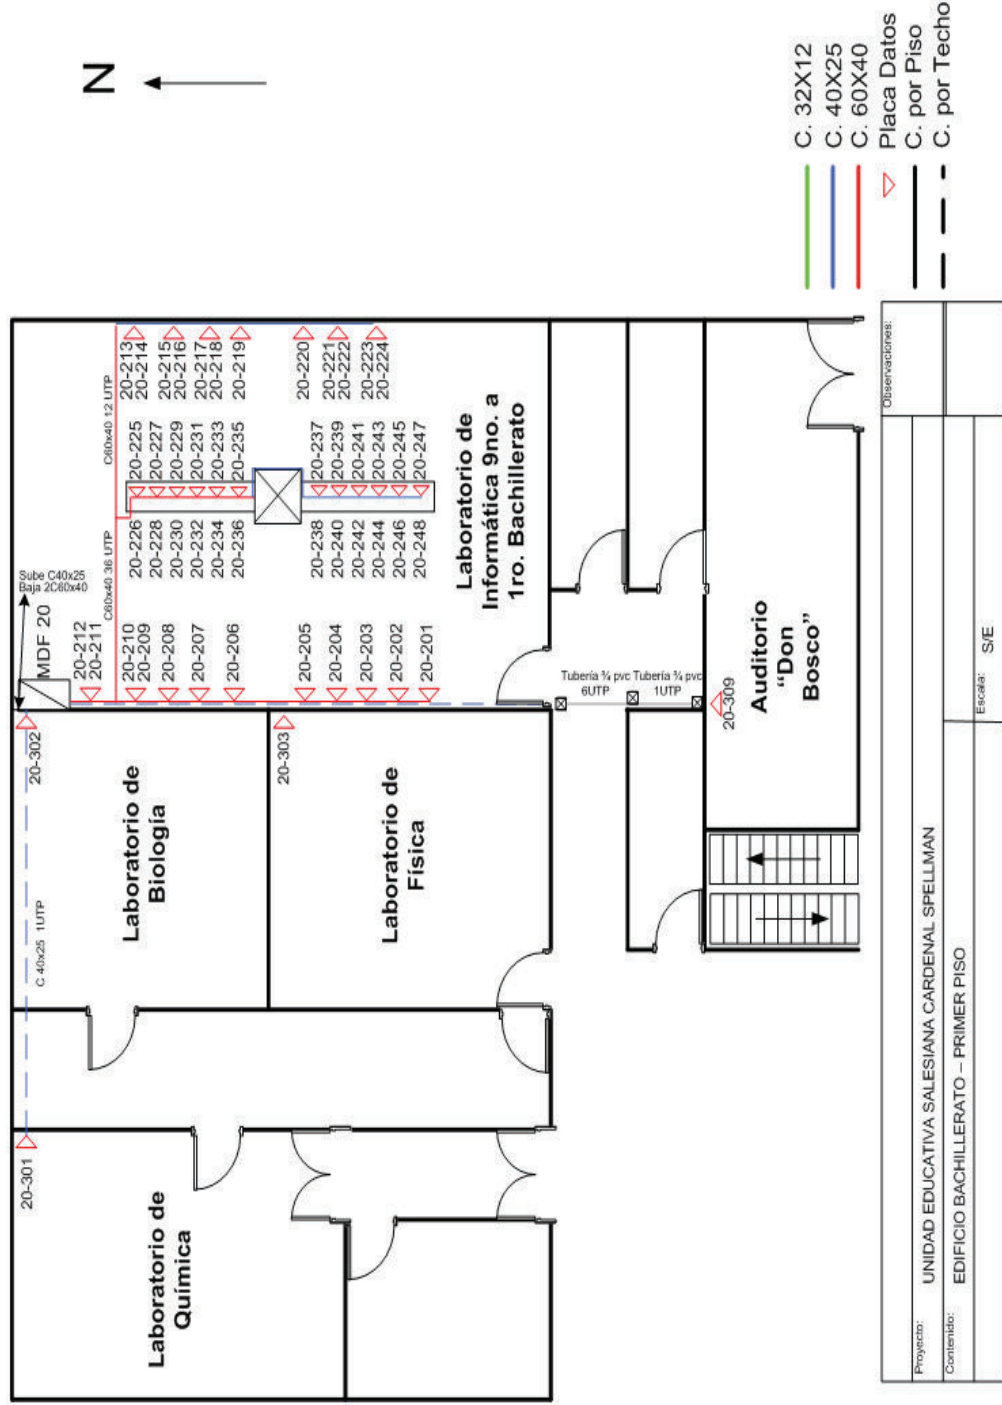 N
C. 32X12
C. 40X25
C. 60X40
Placa Datos
C. por Piso
C. por Techo
Sube C40x25
Baja 2C60x40
MDF 20
C60x40 36 UTP
C60x40 12 UTP
20-212
20-211
20-210
20-209
20-208
20-207
20-206
20-205
20-204
20-203
20-202
20-201
20-226
20-228
20-230
20-232
20-234
20-236
20-238
20-240
20-242
20-244
20-246
20-248
20-225
20-227
20-229
20-231
20-233
20-235
20-237
20-239
20-241
20-243
20-245
20-247
20-213
20-214
20-215
20-216
20-217
20-218
20-219
20-220
20-221
20-222
20-223
20-224
Laboratorio de
Informática 9no. a
1ro. Bachillerato
20-302
20-303
Laboratorio de
Biología
Laboratorio de
Física
C 40x25 1UTP
20-301
Laboratorio de
Química
Tubería ¾ pvc
6UTP
Tubería ¾ pvc
1UTP
20-309
Auditorio
"Don
Bosco"
Proyecto:
UNIDAD EDUCATIVA SALESIANA CARDENAL SPELLMAN
Observaciones:
Contenido:
EDIFICIO BACHILLERATO – PRIMER PISO
Escala:
S/E